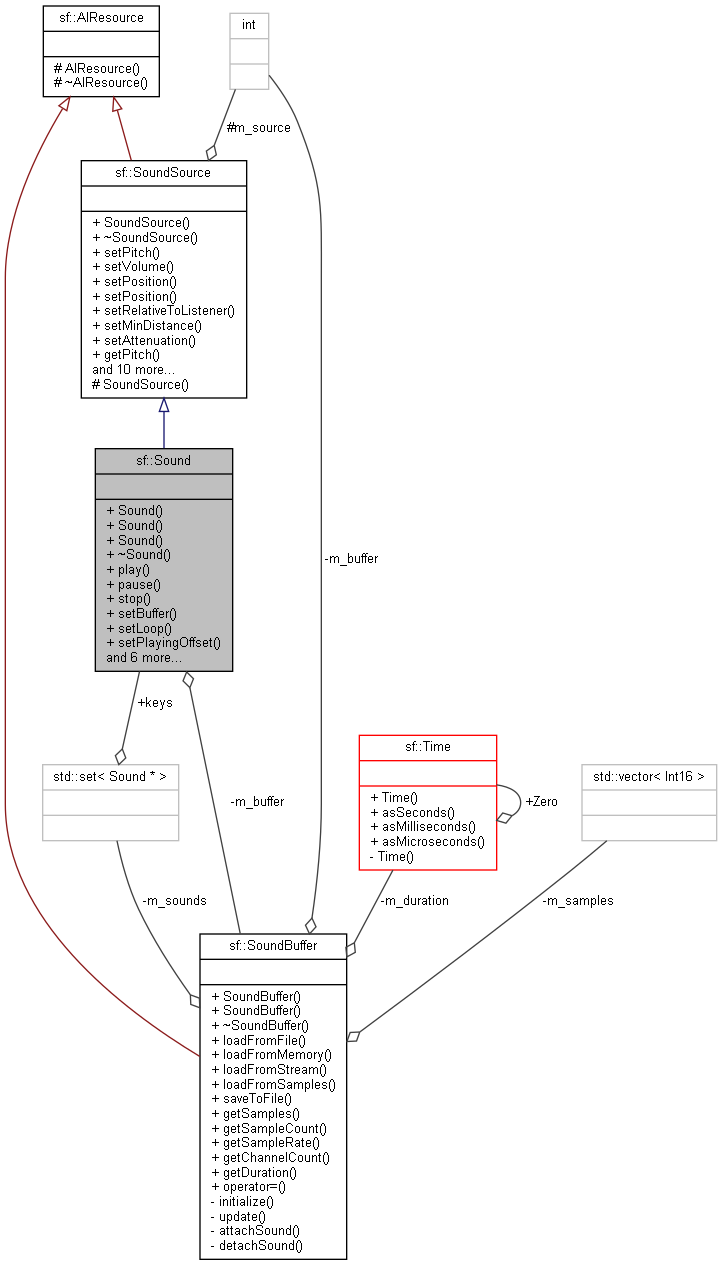 sf::AlResource
# AlResource()
# ~AlResource()
int
#m_source
sf::SoundSource
+ SoundSource()
+ ~SoundSource()
+ setPitch()
+ setVolume()
+ setPosition()
+ setPosition()
+ setRelativeToListener()
+ setMinDistance()
+ setAttenuation()
+ getPitch()
and 10 more...
# SoundSource()
sf::Sound
+ Sound()
+ Sound()
+ Sound()
+ ~Sound()
+ play()
+ pause()
+ stop()
+ setBuffer()
+ setLoop()
+ setPlayingOffset()
and 6 more...
-m_buffer
+keys
std::set< Sound * >
-m_buffer
sf::Time
+ Time()
+ asSeconds()
+ asMilliseconds()
+ asMicroseconds()
- Time()
+Zero
std::vector< Int16 >
-m_sounds
-m_duration
-m_samples
sf::SoundBuffer
+ SoundBuffer()
+ SoundBuffer()
+ ~SoundBuffer()
+ loadFromFile()
+ loadFromMemory()
+ loadFromStream()
+ loadFromSamples()
+ saveToFile()
+ getSamples()
+ getSampleCount()
+ getSampleRate()
+ getChannelCount()
+ getDuration()
+ operator=()
- initialize()
- update()
- attachSound()
- detachSound()